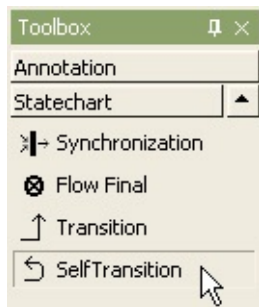 Toolbox
Annotation
Statechart
Synchronization
Flow Final
Transition
SelfTransition